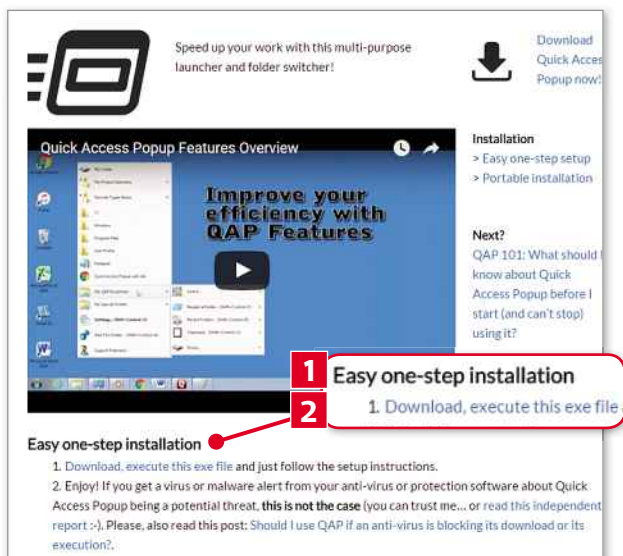 Speed up your work with this multi-purpose
launcher and folder switcher!
Download
Quick Acces
Popup now!
Quick Access Popup Features Overview
Improve your
efficiency with
QAP Features
Installation
> Easy one-step setup
> Portable installation
Next?
QAP 101: What should I
know about Quick
Access Popup before I
start (and can't stop)
using it?
1
Easy one-step installation
2
1. Download, execute this exe file
Easy one-step installation
1. Download, execute this exe file and just follow the setup instructions.
2. Enjoy! If you get a virus or malware alert from your anti-virus or protection software about Quick
Access Popup being a potential threat, this is not the case (you can trust me... or read this independent
report :-). Please, also read this post: Should I use QAP if an anti-virus is blocking its download or its
execution?.